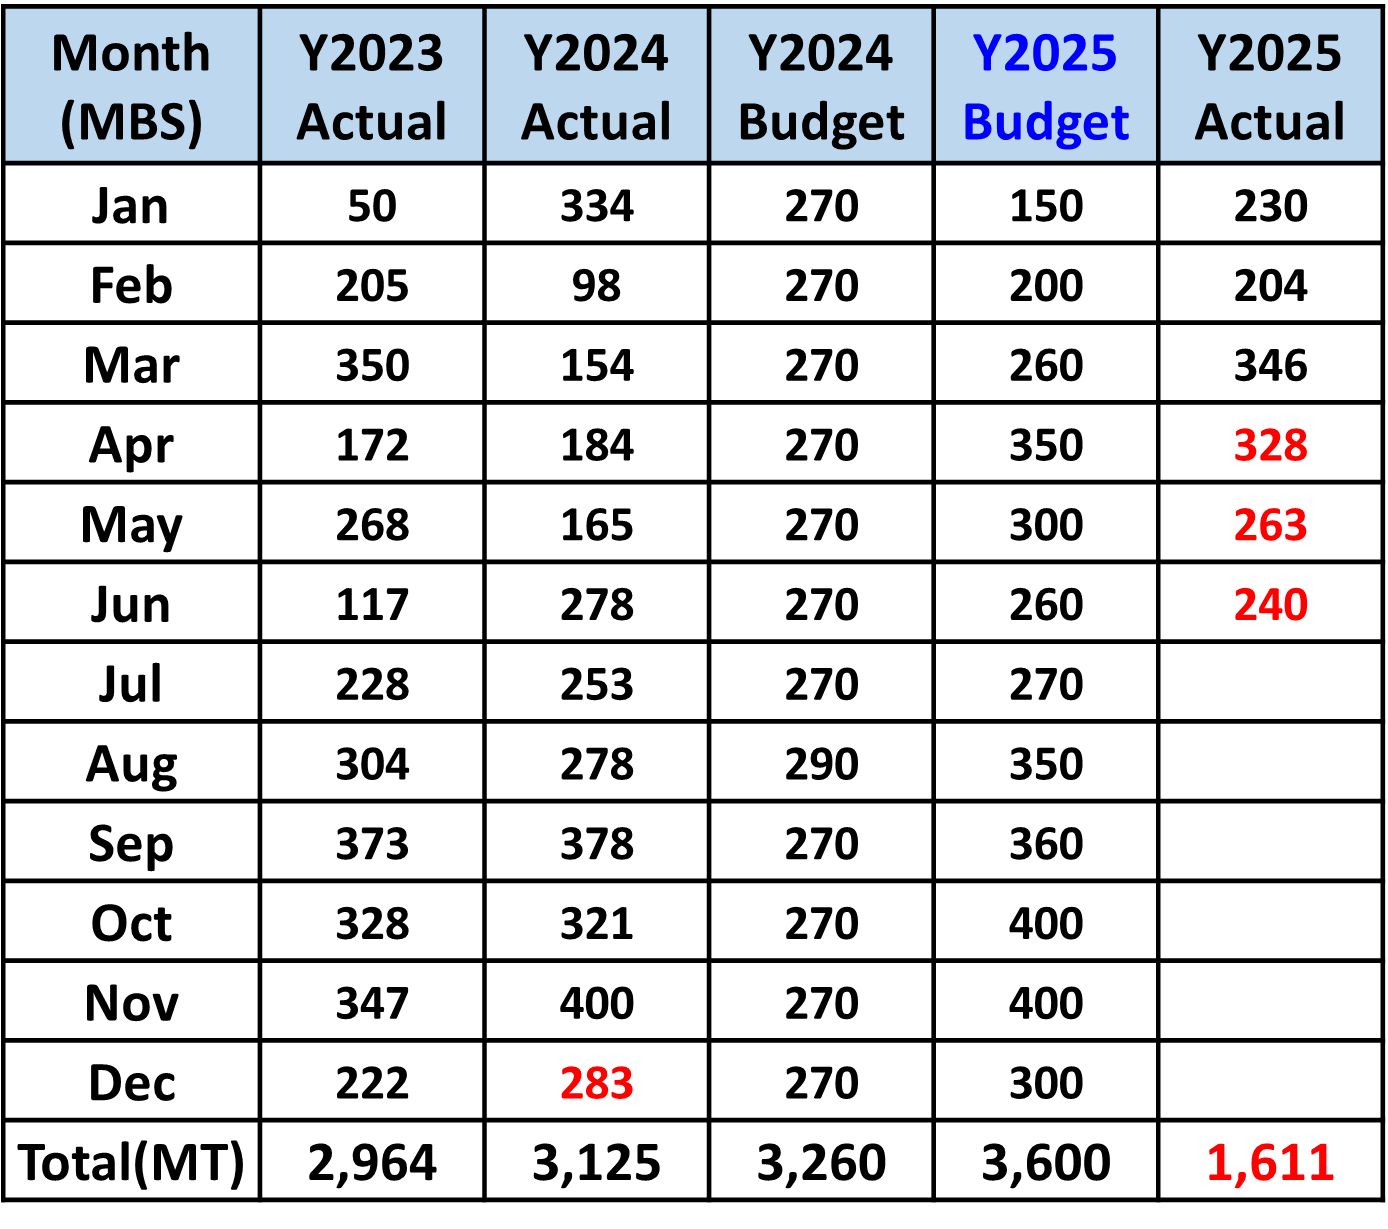 Month Y2023 Y2024 Y2024 Y2025 Y2025
(MBS) Actual Actual Budget Budget Actual
Jan 50 334 270 150 230
Feb 205 98 270 200 204
Mar 350 154 270 260 346
Apr 172 184 270 350 328
May 268 165 270 300 263
Jun 117 278 270 260 240
Jul 228 253 270 270
Aug 304 278 290 350
Sep 373 378 270 360
Oct 328 321 270 400
Nov 347 400 270 400
Dec 222 283 270 300
Total(MT) 2,964 3,125 3,260 3,600 1,611